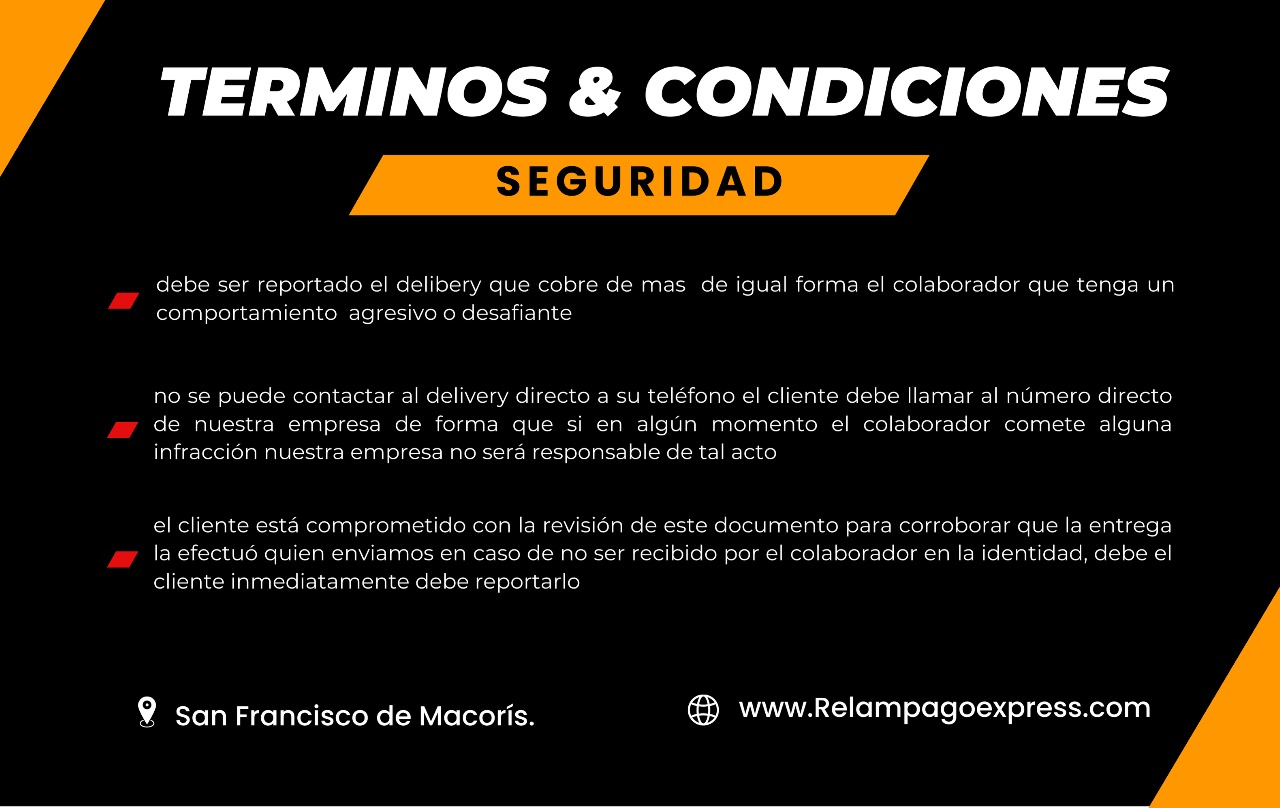 TERMINOS & CONDICIONES
SEGURIDAD
debe ser reportado el delibery que cobre de mas  de igual forma el colaborador que tenga un
comportamiento  agresivo o desafiante
no se puede contactar al delivery directo a su teléfono el cliente debe llamar al número directo
de nuestra empresa de forma que si en algún momento el colaborador comete alguna
infracción nuestra empresa no será responsable de tal acto
el cliente está comprometido con la revisión de este documento para corroborar que la entrega
la efectuó quien enviamos en caso de no ser recibido por el colaborador en la identidad, debe el
cliente inmediatamente debe reportarlo
San Francisco de Macorís.
www.Relampagoexpress.com